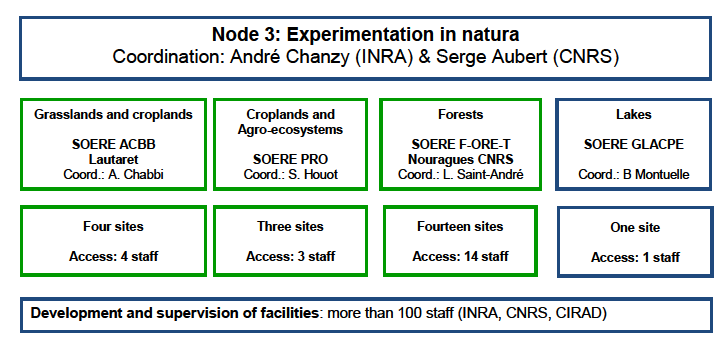 Node 3: Experimentation in natura
Coordination: André Chanzy (INRA) & Serge Aubert (CNRS)
Grasslands and croplands
SOERE ACBB
Lautaret
Coord.: A. Chabbi
Croplands and
Agro-ecosystems
SOERE PRO
Coord.: S. Houot
Forests
SOERE F-ORE-T
Nouragues CNRS
Coord.: L. Saint-André
Lakes
SOERE GLACPE
Coord.: B Montuelle
Four sites
Access: 4 staff
Three sites
Access: 3 staff
Fourteen sites
Access: 14 staff
One site
Access: 1 staff
Development and supervision of facilities: more than 100 staff (INRA, CNRS, CIRAD)